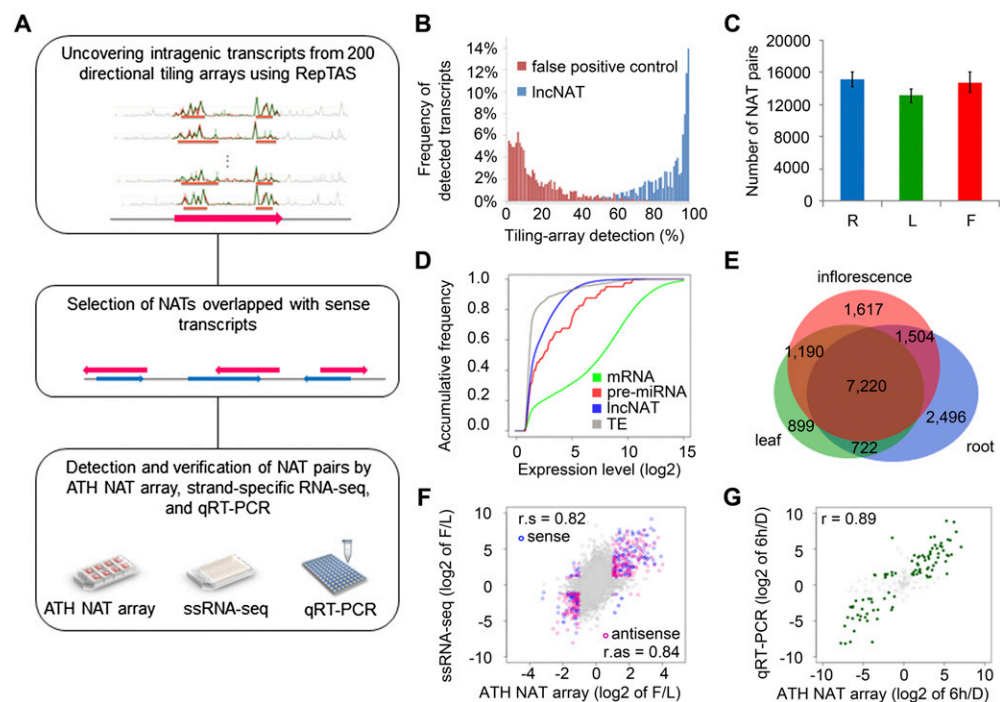 A
Uncovering intragenic transcripts from 200
directional tiling arrays using RepTAS
Selection of NATs overlapped with sense
transcripts
Detection and verification of NAT pairs by
ATH NAT array, strand-specific RNA-seq,
and qRT-PCR
ATH NAT array
ssRNA-seq
qRT-PCR
B
Frequency of
detected transcripts
14%
12%
10%
8%
6%
4%
2%
0%
false positive control
lncNAT
0 20 40 60 80 100
Tiling-array detection (%)
C
Number of NAT pairs
20000
16000
12000
8000
4000
0
R L F
D
Accumulative frequency
1.0
0.8
0.6
0.4
0.2
0.0
mRNA
pre-miRNA
lncNAT
TE
0 5 10 15
Expression level (log2)
E
inflorescence
1,617
1,190
1,504
7,220
899
2,496
722
leaf
root
F
ssRNA-seq (log2 of F/L)
10
5
0
-5
-10
r.s = 0.82
sense
antisense
r.as = 0.84
-4 -2 0 2 4
ATH NAT array (log2 of F/L)
G
qRT-PCR (log2 of 6h/D)
10
5
0
-5
-10
r = 0.89
-10 -5 0 5 10
ATH NAT array (log2 of 6h/D)